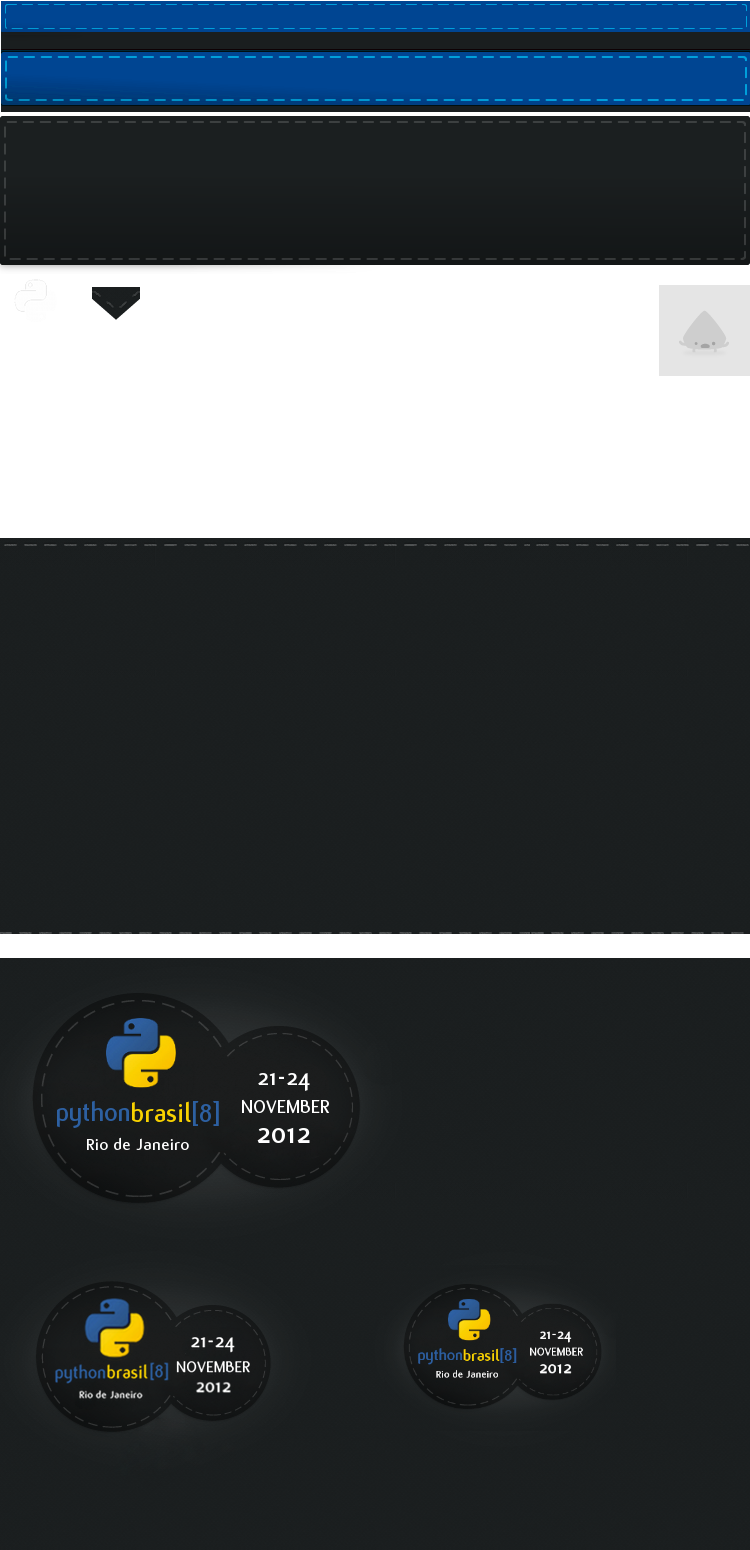 pythonbrasil[8]
Rio de Janeiro
21-24
NOVEMBER
2012
pythonbrasil[8]
Rio de Janeiro
21-24
NOVEMBER
2012
pythonbrasil[8]
Rio de Janeiro
21-24
NOVEMBER
2012